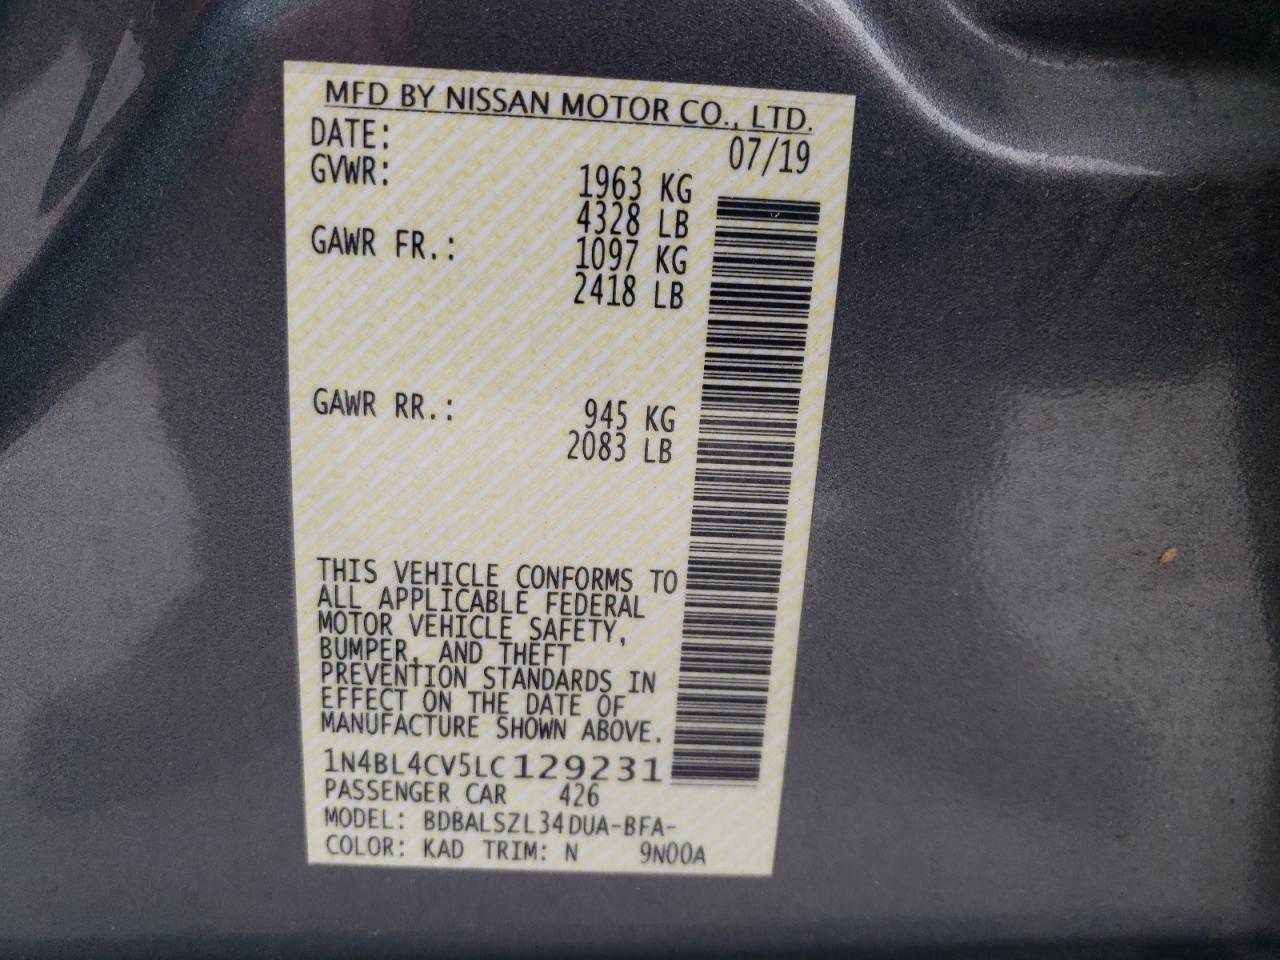 MFD BY NISSAN MOTOR CO., LTD.
DATE: 07/19
GVWR: 1963 KG
4328 LB
GAWR FR.: 1097 KG
2418 LB
GAWR RR.: 945 KG
2083 LB
THIS VEHICLE CONFORMS TO
ALL APPLICABLE FEDERAL
MOTOR VEHICLE SAFETY,
BUMPER, AND THEFT
PREVENTION STANDARDS IN
EFFECT ON THE DATE OF
MANUFACTURE SHOWN ABOVE.
1N4BL4CV5LC129231
PASSENGER CAR 426
MODEL: BDBALSZL34DUA-BFA-
COLOR: KAD TRIM: N 9N00A